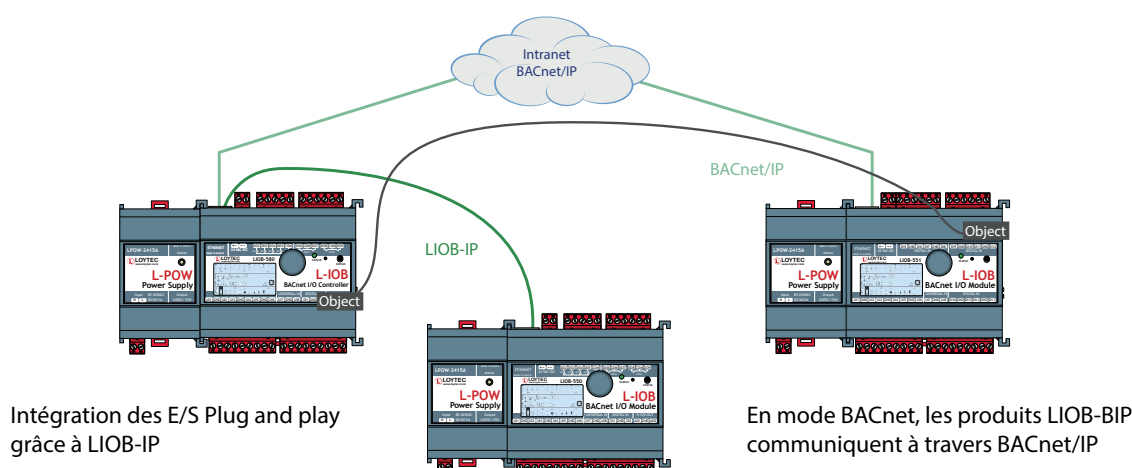 Intranet
BACnet/IP
BACnet/IP
LIOB-IP
Object
Object
LPOW-2415A
LOYTEC
L-POW
Power Supply
ETHERNET
LIOB-580
L-IOB
BACnet I/O Controller
LPOW-2415A
LOYTEC
L-POW
Power Supply
ETHERNET
LIOB-551
L-IOB
BACnet I/O Module
LPOW-2415A
LOYTEC
L-POW
Power Supply
ETHERNET
LIOB-550
L-IOB
BACnet I/O Module
Intégration des E/S Plug and play
grâce à LIOB-IP
En mode BACnet, les produits LIOB-BIP
communiquent à travers BACnet/IP